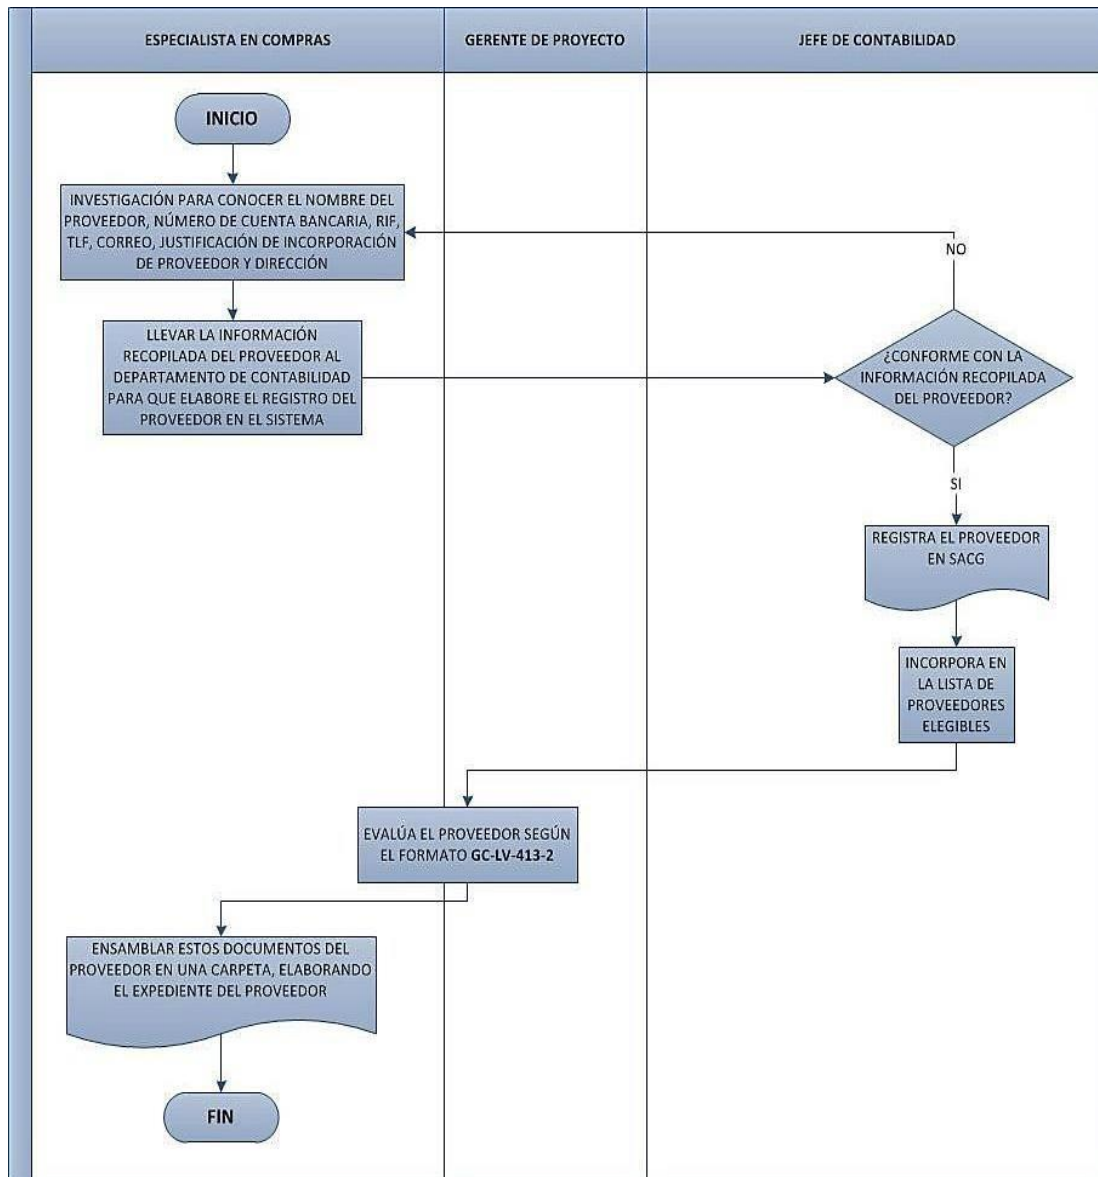 ESPECIALISTA EN COMPRAS
GERENTE DE PROYECTO
JEFE DE CONTABILIDAD
INICIO
INVESTIGACIÓN PARA CONOCER EL NOMBRE DEL
PROVEEDOR, NÚMERO DE CUENTA BANCARIA, RIF,
TLF, CORREO, JUSTIFICACIÓN DE INCORPORACIÓN
DE PROVEEDOR Y DIRECCIÓN
NO
LLEVAR LA INFORMACIÓN
RECOPILADA DEL PROVEEDOR AL
DEPARTAMENTO DE CONTABILIDAD
PARA QUE ELABORE EL REGISTRO DEL
PROVEEDOR EN EL SISTEMA
¿CONFORME CON LA
INFORMACIÓN RECOPILADA
DEL PROVEEDOR?
SI
REGISTRA EL PROVEEDOR
EN SACG
INCORPORA EN
LA LISTA DE
PROVEEDORES
ELEGIBLES
EVALÚA EL PROVEEDOR SEGÚN
EL FORMATO GC-LV-413-2
ENSAMBLAR ESTOS DOCUMENTOS DEL
PROVEEDOR EN UNA CARPETA, ELABORANDO
EL EXPEDIENTE DEL PROVEEDOR
FIN